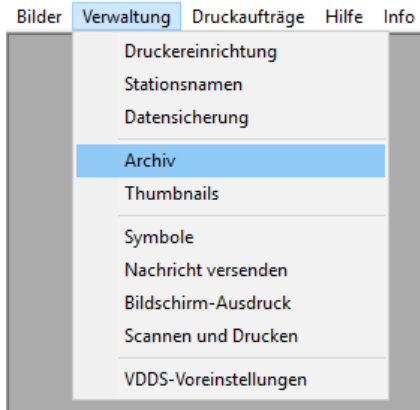 Bilder Verwaltung Druckaufträge Hilfe Info
Druckereinrichtung
Stationsnamen
Datensicherung
Archiv
Thumbnails
Symbole
Nachricht versenden
Bildschirm-Ausdruck
Scannen und Drucken
VDDS-Voreinstellungen